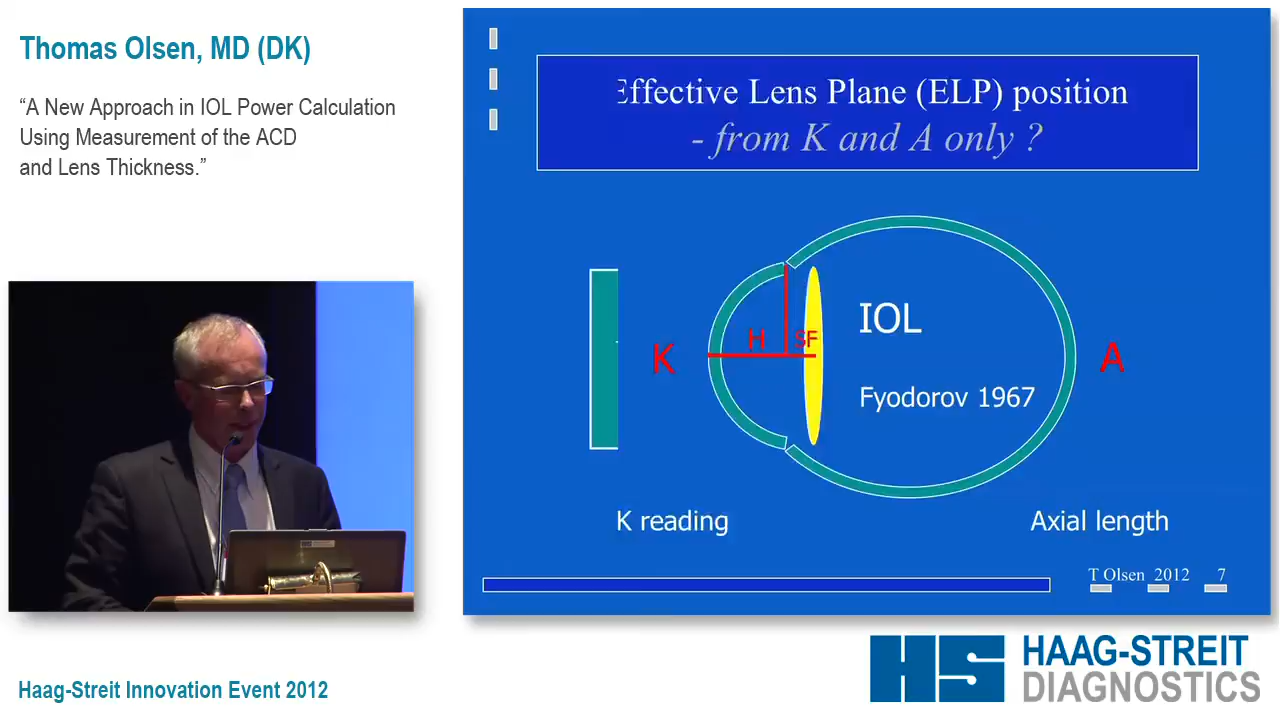 Thomas Olsen, MD (DK)
“A New Approach in IOL Power Calculation
Using Measurement of the ACD
and Lens Thickness.”
Effective Lens Plane (ELP) position
- from K and A only ?
IOL
H
SF
K
A
Fyodorov 1967
K reading
Axial length
T Olsen 2012 7
Haag-Streit Innovation Event 2012
HS
HAAG-STREIT
DIAGNOSTICS